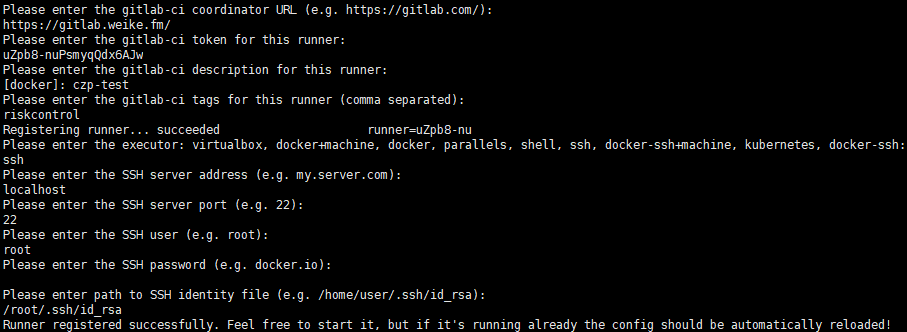 Please enter the gitlab-ci coordinator URL (e.g. https://gitlab.com/):
https://gitlab.weike.fm/
Please enter the gitlab-ci token for this runner:
uZpb8-nuPsmyqQdx6AJw
Please enter the gitlab-ci description for this runner:
[docker]: czp-test
Please enter the gitlab-ci tags for this runner (comma separated):
riskcontrol
Registering runner... succeeded                     runner=uZpb8-nu
Please enter the executor: virtualbox, docker+machine, docker, parallels, shell, ssh, docker-ssh+machine, kubernetes, docker-ssh:
ssh
Please enter the SSH server address (e.g. my.server.com):
localhost
Please enter the SSH server port (e.g. 22):
22
Please enter the SSH user (e.g. root):
root
Please enter the SSH password (e.g. docker.io):
Please enter path to SSH identity file (e.g. /home/user/.ssh/id_rsa):
/root/.ssh/id_rsa
Runner registered successfully. Feel free to start it, but if it's running already the config should be automatically reloaded!